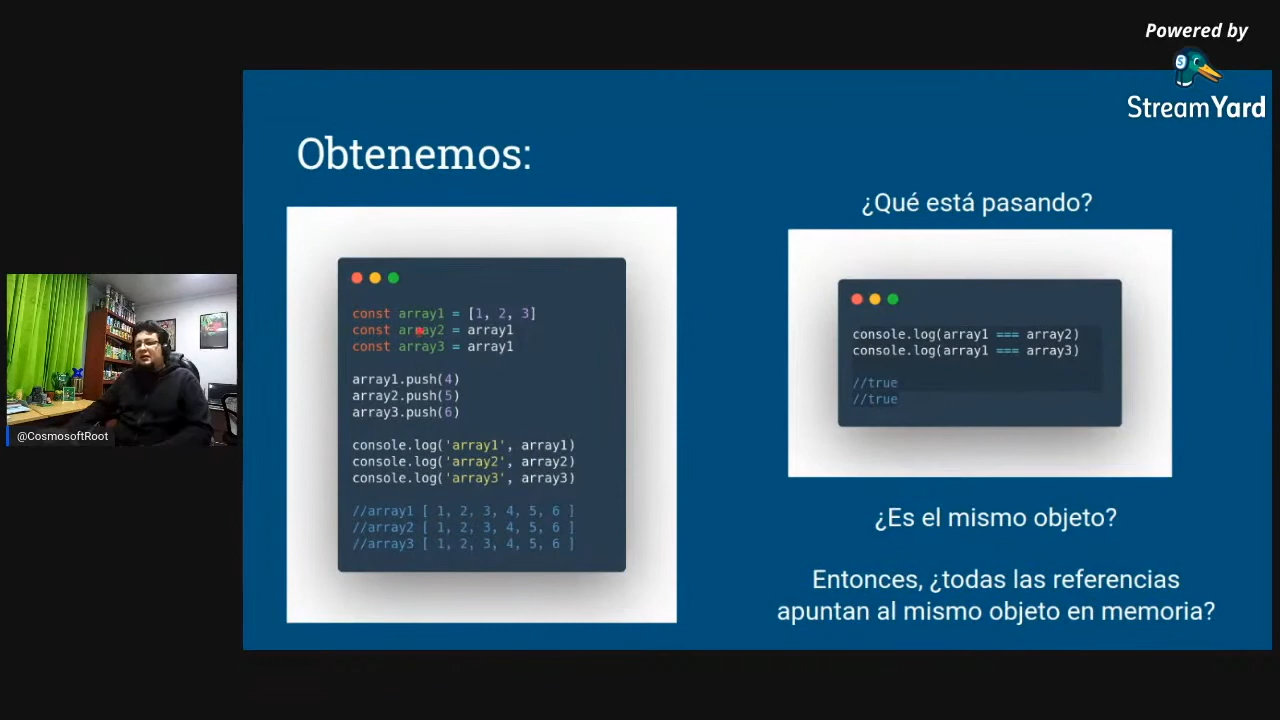 Powered by
StreamYard
Obtenemos:
const array1 = [1, 2, 3]
const array2 = array1
const array3 = array1
array1.push(4)
array2.push(5)
array3.push(6)
console.log('array1', array1)
console.log('array2', array2)
console.log('array3', array3)
//array1 [ 1, 2, 3, 4, 5, 6 ]
//array2 [ 1, 2, 3, 4, 5, 6 ]
//array3 [ 1, 2, 3, 4, 5, 6 ]
¿Qué está pasando?
console.log(array1 === array2)
console.log(array1 === array3)
//true
//true
¿Es el mismo objeto?
Entonces, ¿todas las referencias
apuntan al mismo objeto en memoria?
@CosmosoftRoot